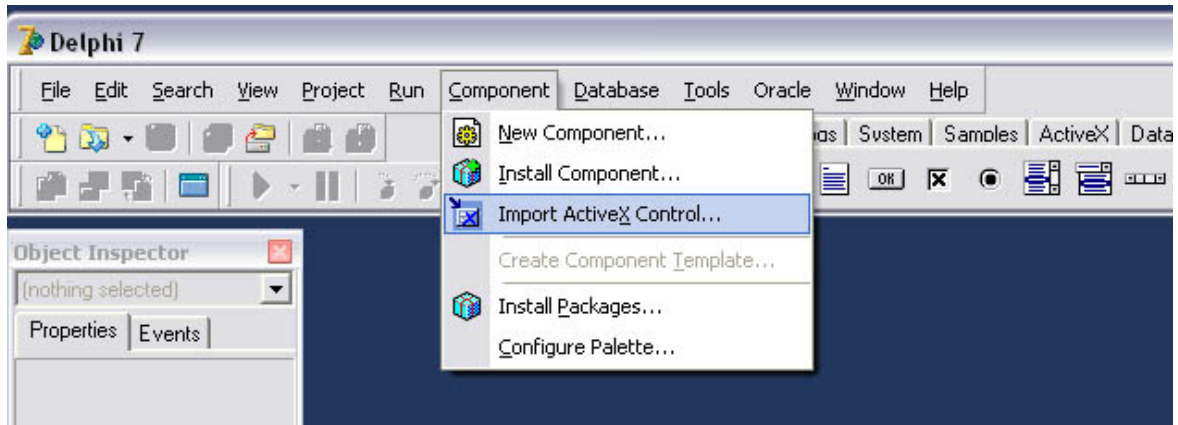 Delphi 7
File Edit Search View Project Run Component Database Tools Oracle Window Help
New Component...
System Samples ActiveX Data
Install Component...
OK
Import ActiveX Control...
Object Inspector
Create Component Template...
(nothing selected)
Install Packages...
Properties Events
Configure Palette...